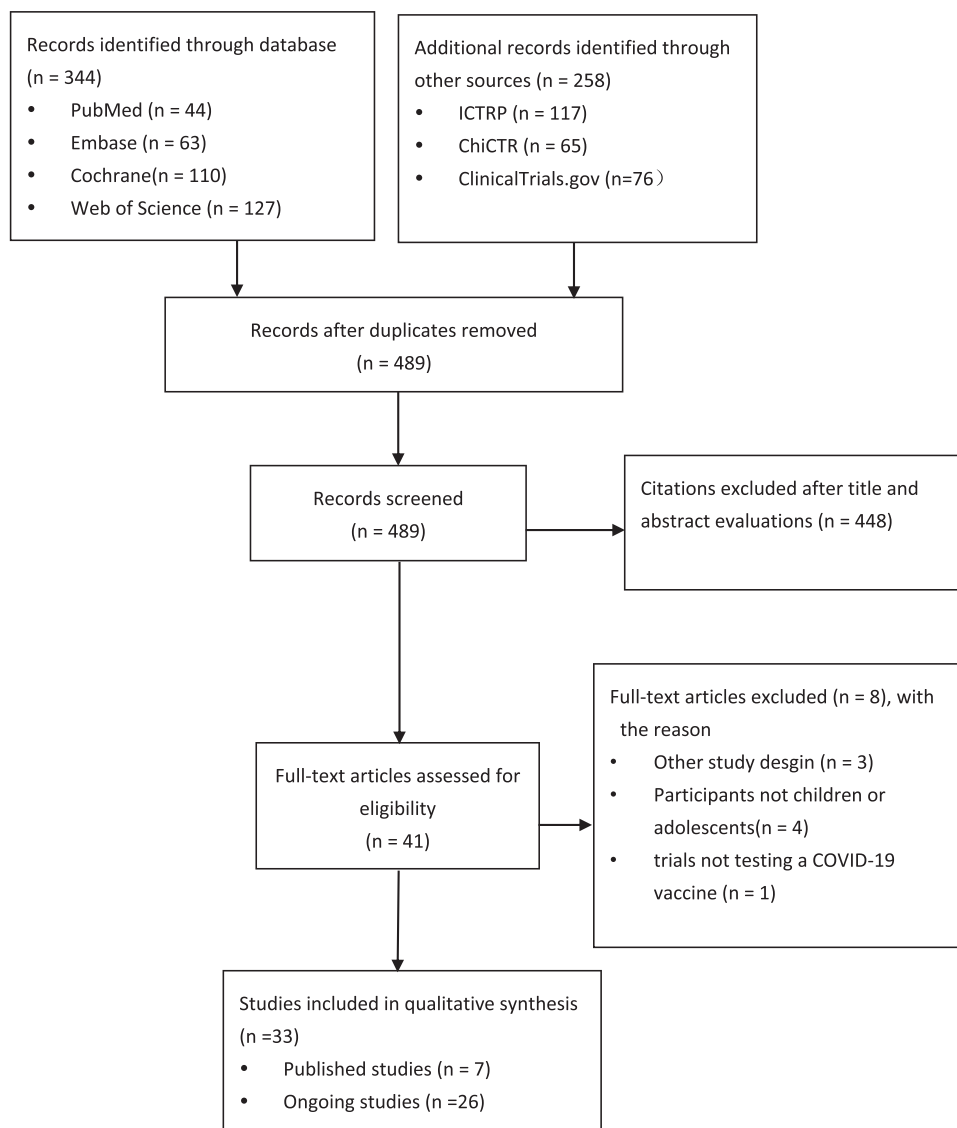 Records identified through database
(n = 344)
• PubMed (n = 44)
• Embase (n = 63)
• Cochrane(n = 110)
• Web of Science (n = 127)
Additional records identified through
other sources (n = 258)
• ICTRP (n = 117)
• ChiCTR (n = 65)
• ClinicalTrials.gov (n=76）
Records after duplicates removed
(n = 489)
Records screened
(n = 489)
Citations excluded after title and
abstract evaluations (n = 448)
Full-text articles assessed for
eligibility
(n = 41)
Full-text articles excluded (n = 8), with
the reason
• Other study desgin (n = 3)
• Participants not children or
adolescents(n = 4)
• trials not testing a COVID-19
vaccine (n = 1)
Studies included in qualitative synthesis
(n =33)
• Published studies (n = 7)
• Ongoing studies (n =26)